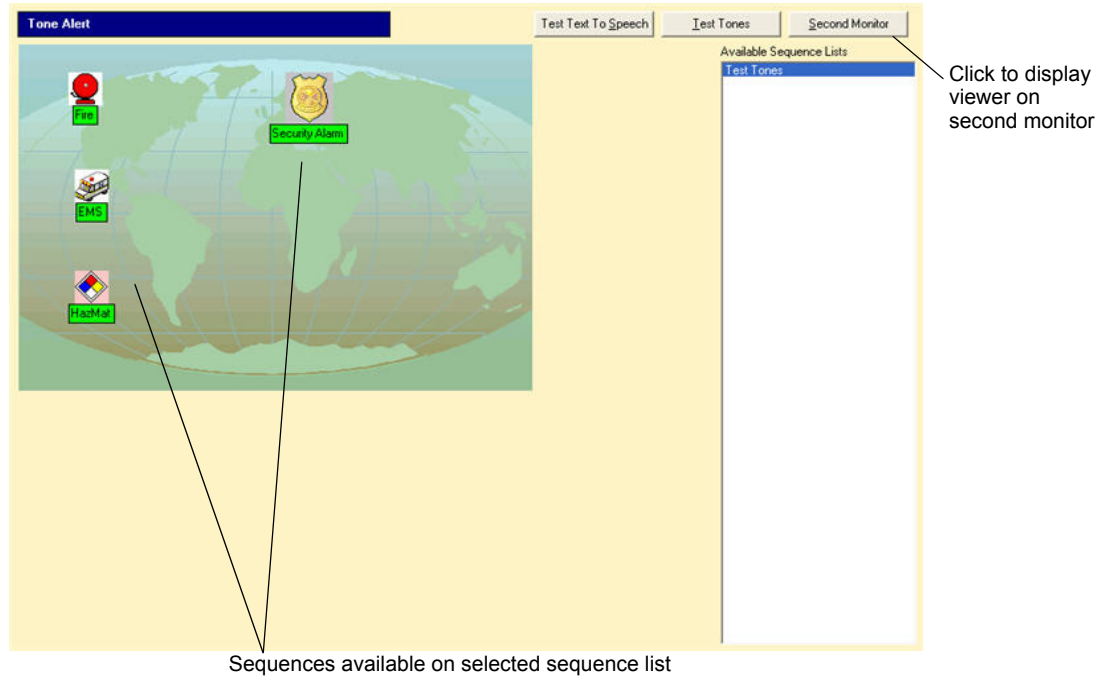 Tone Alert
Test Text To Speech
Test Tones
Second Monitor
Available Sequence Lists
Test Tones
Click to display
viewer on
second monitor
Fire
Security Alarm
EMS
HazMat
Sequences available on selected sequence list